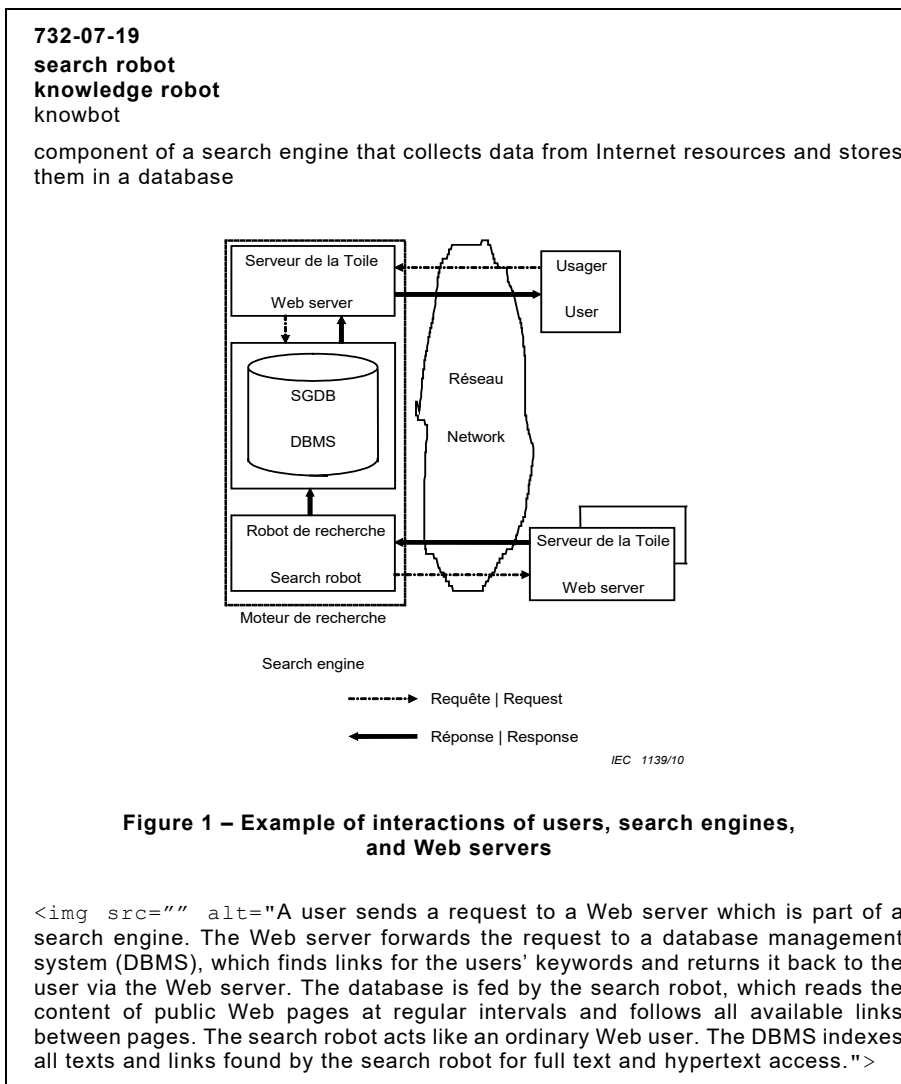 732-07-19
search robot
knowledge robot
knowbot
component of a search engine that collects data from Internet resources and stores
them in a database
Serveur de la Toile
Web server
Usager
User
SGDB
DBMS
Réseau
Network
Robot de recherche
Search robot
Serveur de la Toile
Web server
Moteur de recherche
Search engine
Requête | Request
Réponse | Response
IEC 1139/10
Figure 1 – Example of interactions of users, search engines,
and Web servers
<img src="" alt="A user sends a request to a Web server which is part of a
search engine. The Web server forwards the request to a database management
system (DBMS), which finds links for the users’ keywords and returns it back to the
user via the Web server. The database is fed by the search robot, which reads the
content of public Web pages at regular intervals and follows all available links
between pages. The search robot acts like an ordinary Web user. The DBMS indexes
all texts and links found by the search robot for full text and hypertext access.">